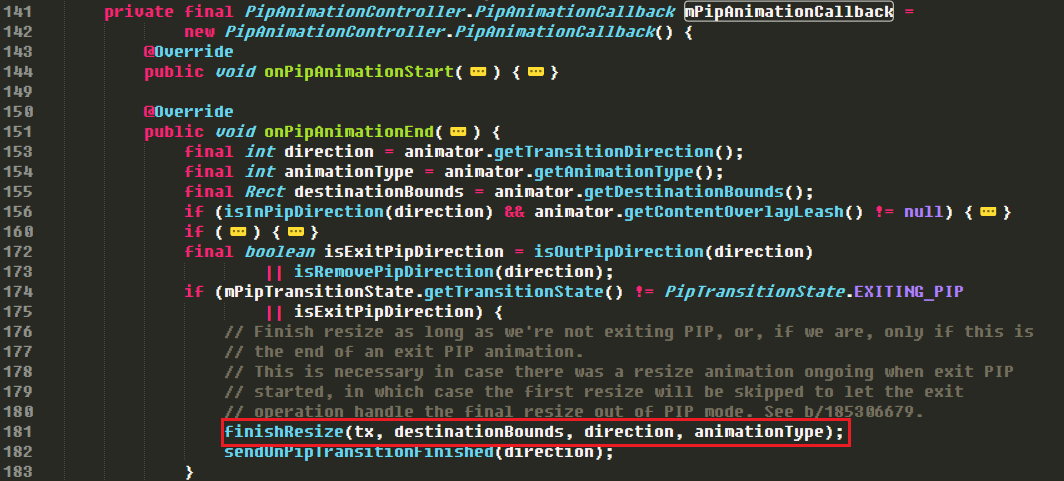 141 private final PipAnimationController.PipAnimationCallback mPipAnimationCallback =
142 new PipAnimationController.PipAnimationCallback() {
143 @Override
144 public void onPipAnimationStart( ⋯ ) { ⋯ }
149
150 @Override
151 public void onPipAnimationEnd( ⋯ ) {
153 final int direction = animator.getTransitionDirection();
154 final int animationType = animator.getAnimationType();
155 final Rect destinationBounds = animator.getDestinationBounds();
156 if (isInPipDirection(direction) && animator.getContentOverlayLeash() != null) { ⋯ }
160 if ( ⋯ ) { ⋯ }
172 final boolean isExitPipDirection = isOutPipDirection(direction)
173 || isRemovePipDirection(direction);
174 if (mPipTransitionState.getTransitionState() != PipTransitionState.EXITING_PIP
175 || isExitPipDirection) {
176 // Finish resize as long as we're not exiting PIP, or, if we are, only if this is
177 // the end of an exit PIP animation.
178 // This is necessary in case there was a resize animation ongoing when exit PIP
179 // started, in which case the first resize will be skipped to let the exit
180 // operation handle the final resize out of PIP mode. See b/185306679.
181 finishResize(tx, destinationBounds, direction, animationType);
182 sendOnPipTransitionFinished(direction);
183 }